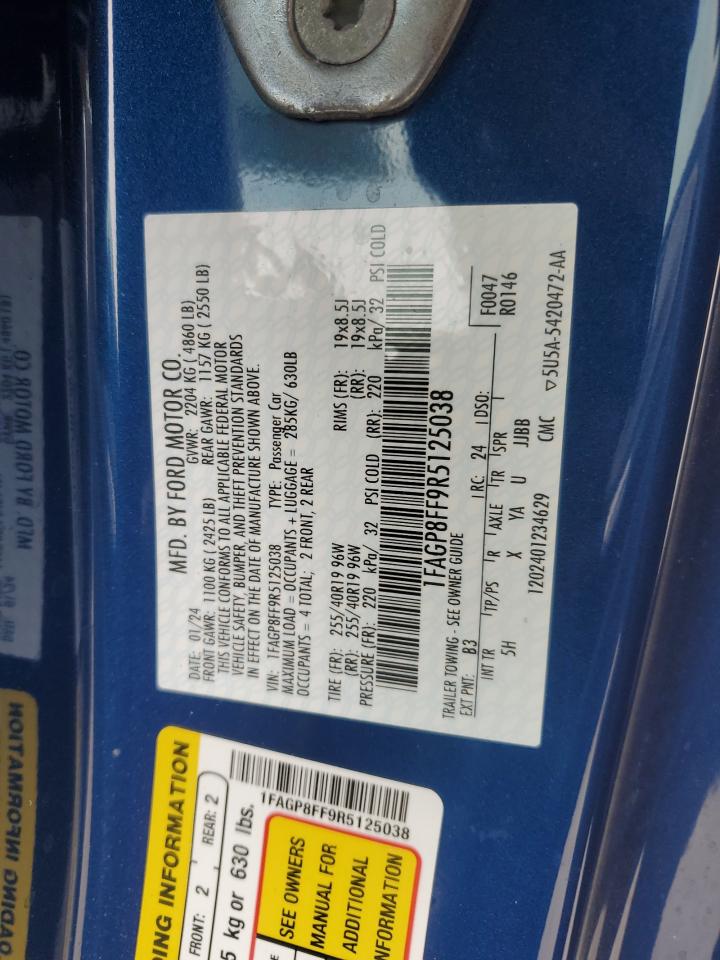 MFD. BY FORD MOTOR CO.
DATE: 01/24 GVWR: 2204 KG ( 4860 LB)
FRONT GAWR: 1100 KG ( 2425 LB) REAR GAWR: 1157 KG ( 2550 LB)
THIS VEHICLE CONFORMS TO ALL APPLICABLE FEDERAL MOTOR
VEHICLE SAFETY, BUMPER, AND THEFT PREVENTION STANDARDS
IN EFFECT ON THE DATE OF MANUFACTURE SHOWN ABOVE.
VIN: 1FAGP8FF9R5125038 TYPE: Passenger Car
MAXIMUM LOAD = OCCUPANTS + LUGGAGE = 285KG/ 630LB
OCCUPANTS = 4 TOTAL: 2 FRONT, 2 REAR
TIRE (FR): 255/40R19 96W RIMS (FR): 19x8.5J
(RR): 255/40R19 96W (RR): 19x8.5J
PRESSURE (FR): 220 kPa/ 32 PSI COLD (RR): 220 kPa/ 32 PSI COLD
1FAGP8FF9R5125038
TRAILER TOWING - SEE OWNER GUIDE
EXT PNT: B3 RC: 24 DSO: F0047
INT TR TP/PS R AXLE TR SPR R0146
5H X YA U JJBB
1202401234629 CMC ▽5U5A-5420472-AA
DING INFORMATION
FRONT: 2 REAR: 2
5 kg or 630 lbs.
1FAGP8FF9R5125038
SEE OWNERS
MANUAL FOR
ADDITIONAL
INFORMATION